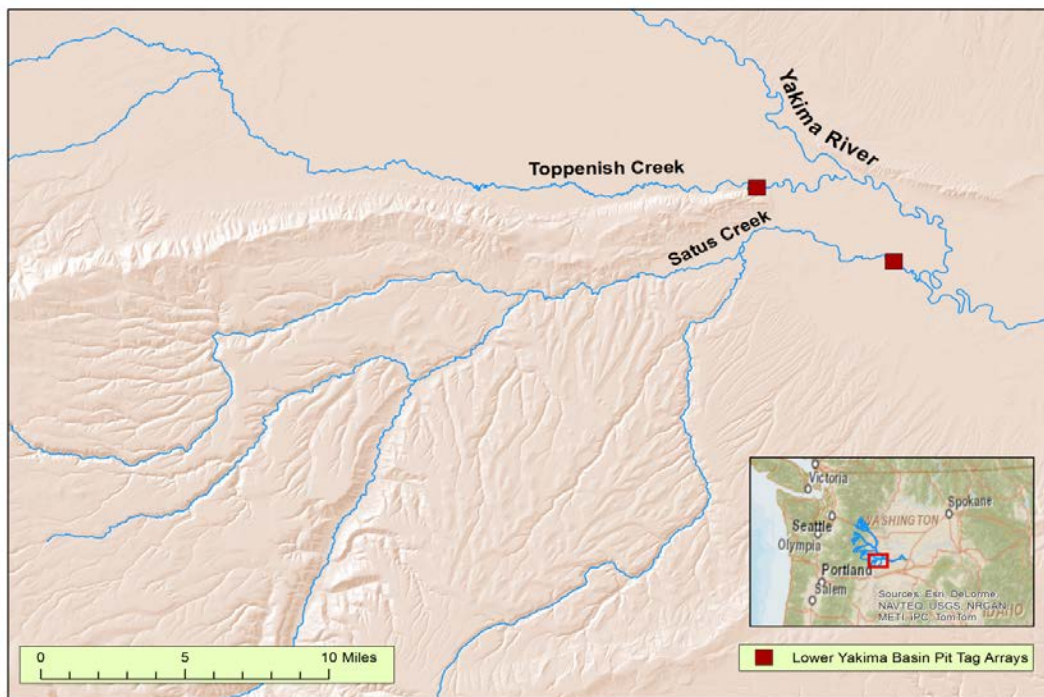 Yakima River
Toppenish Creek
Satus Creek
Victoria
Spokane
Seattle
WASHINGTON
Olympia
Portland
Salem
Sources: Esri, DeLorme,
NAVTEQ, USGS, NRCAN,
METI, iPC, TomTom
IDAHO
0 5 10 Miles
Lower Yakima Basin Pit Tag Arrays